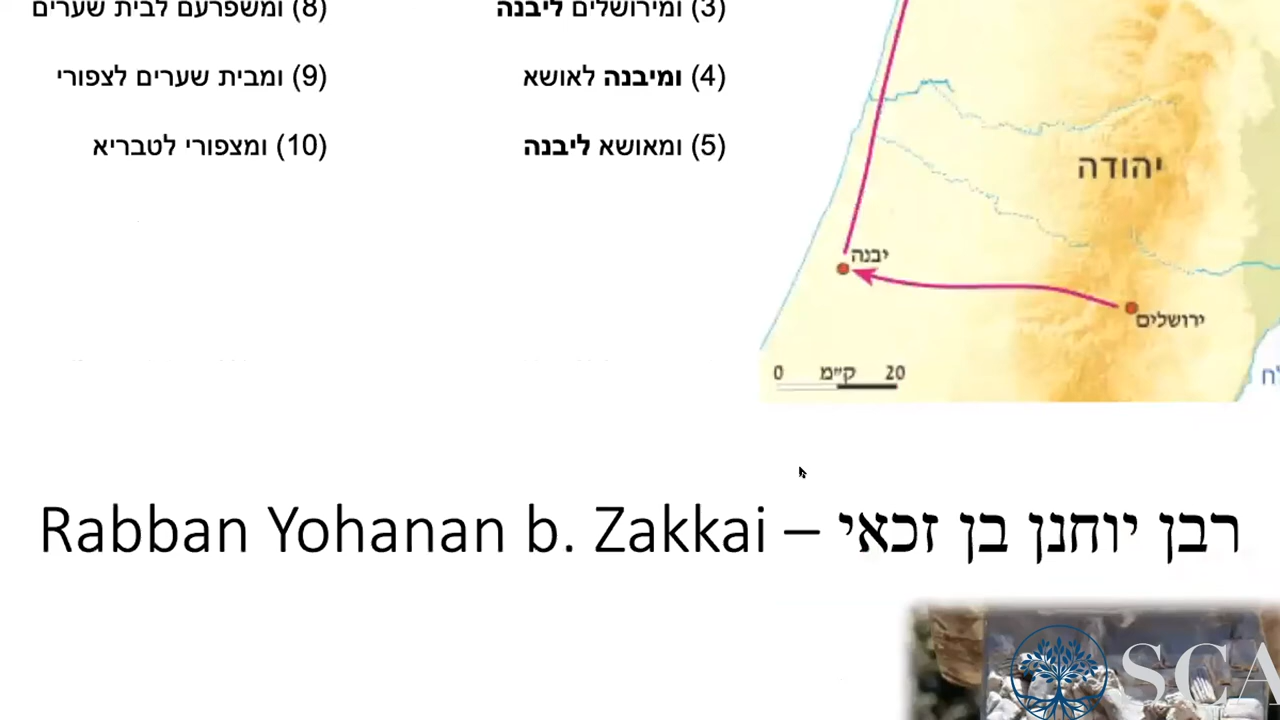 (3) ומירושלים ליבנה
(4) ומיבנה לאושא
(5) ומאושא ליבנה
(8) ומשפרעם לבית שערים
(9) ומבית שערים לצפורי
(10) ומצפורי לטבריא
יהודה
יבנה
ירושלים
0 ק"מ 20
Rabban Yohanan b. Zakkai – רבן יוחנן בן זכאי
SCA